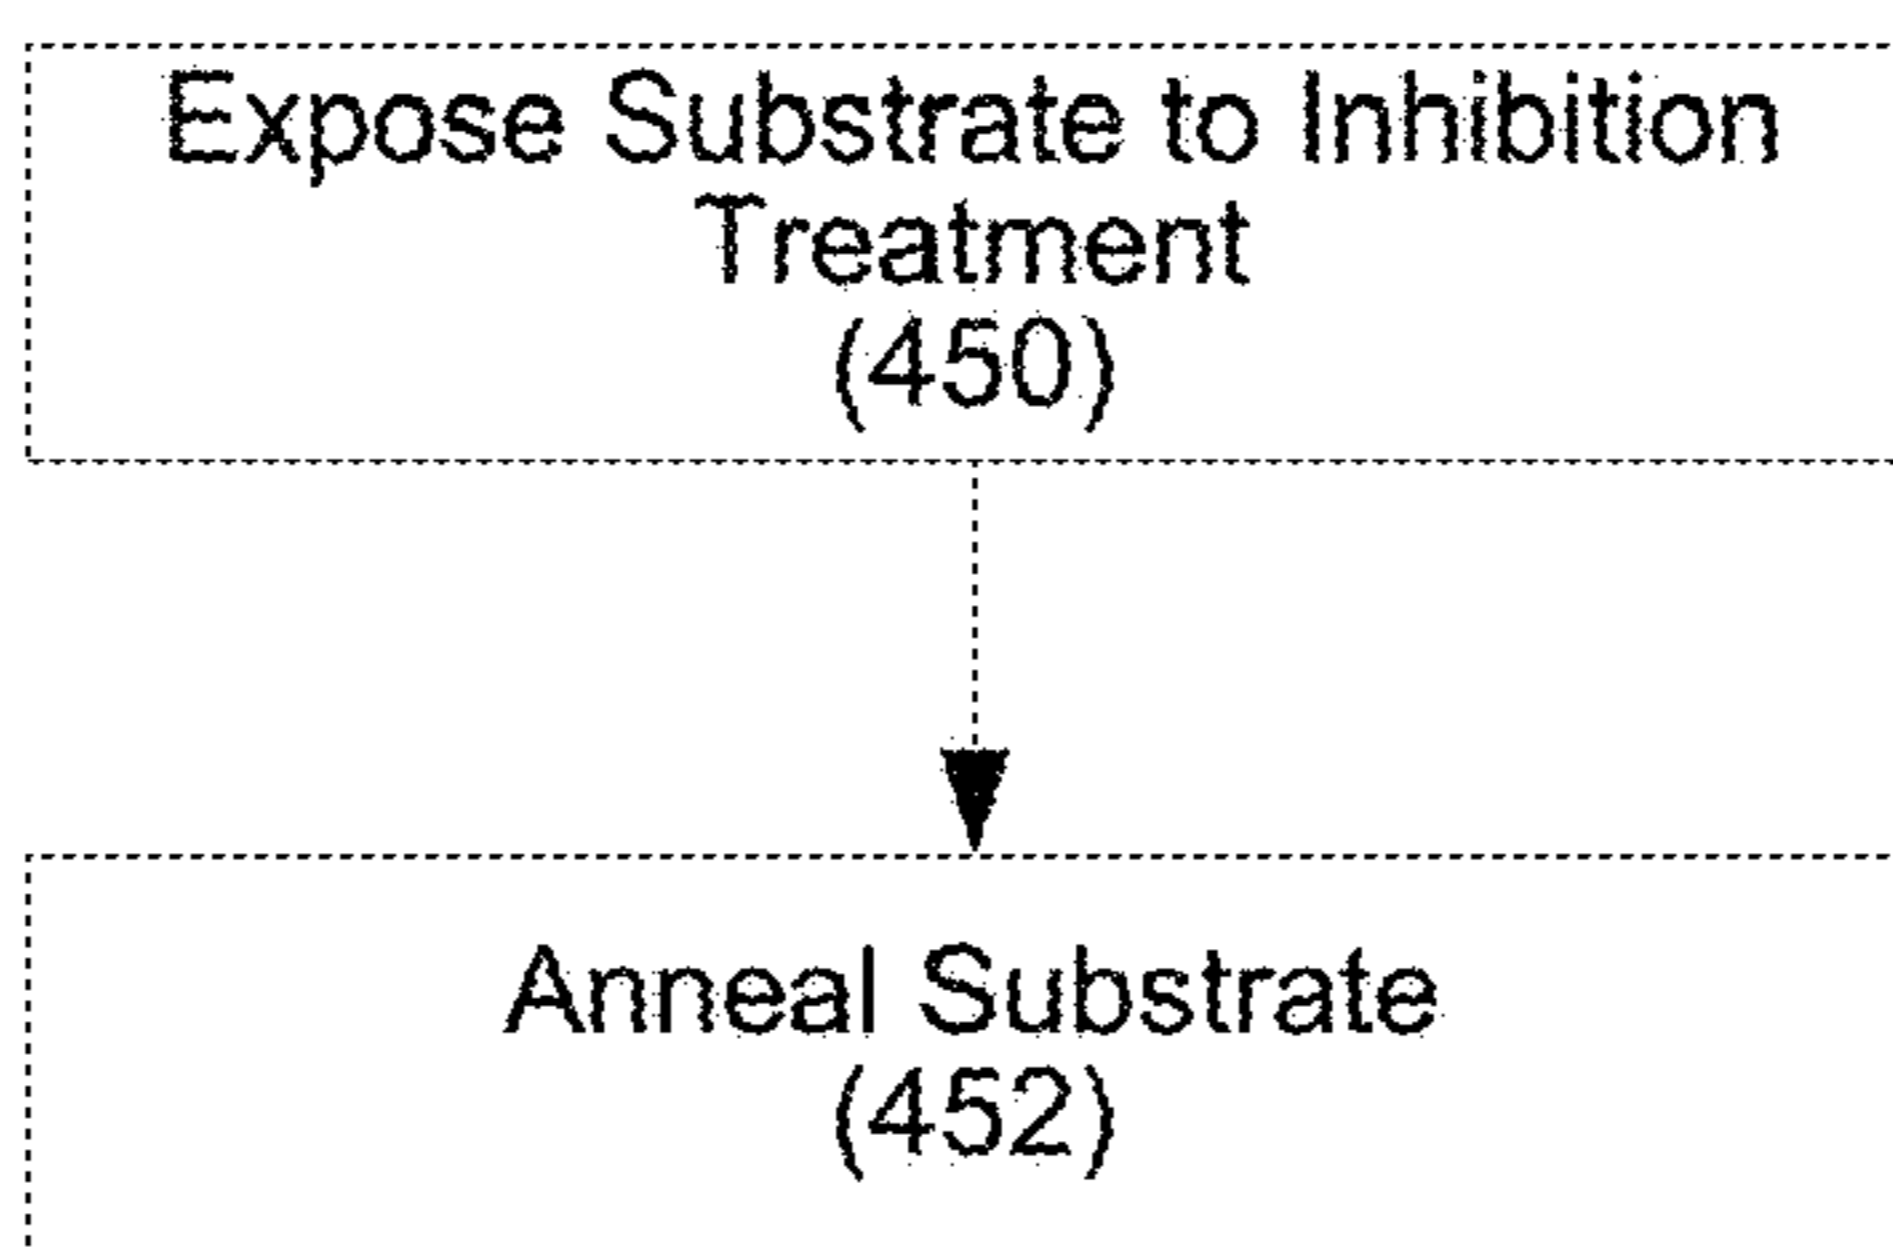 Expose Substrate to Inhibition
Treatment
(450)
Anneal Substrate
(452)